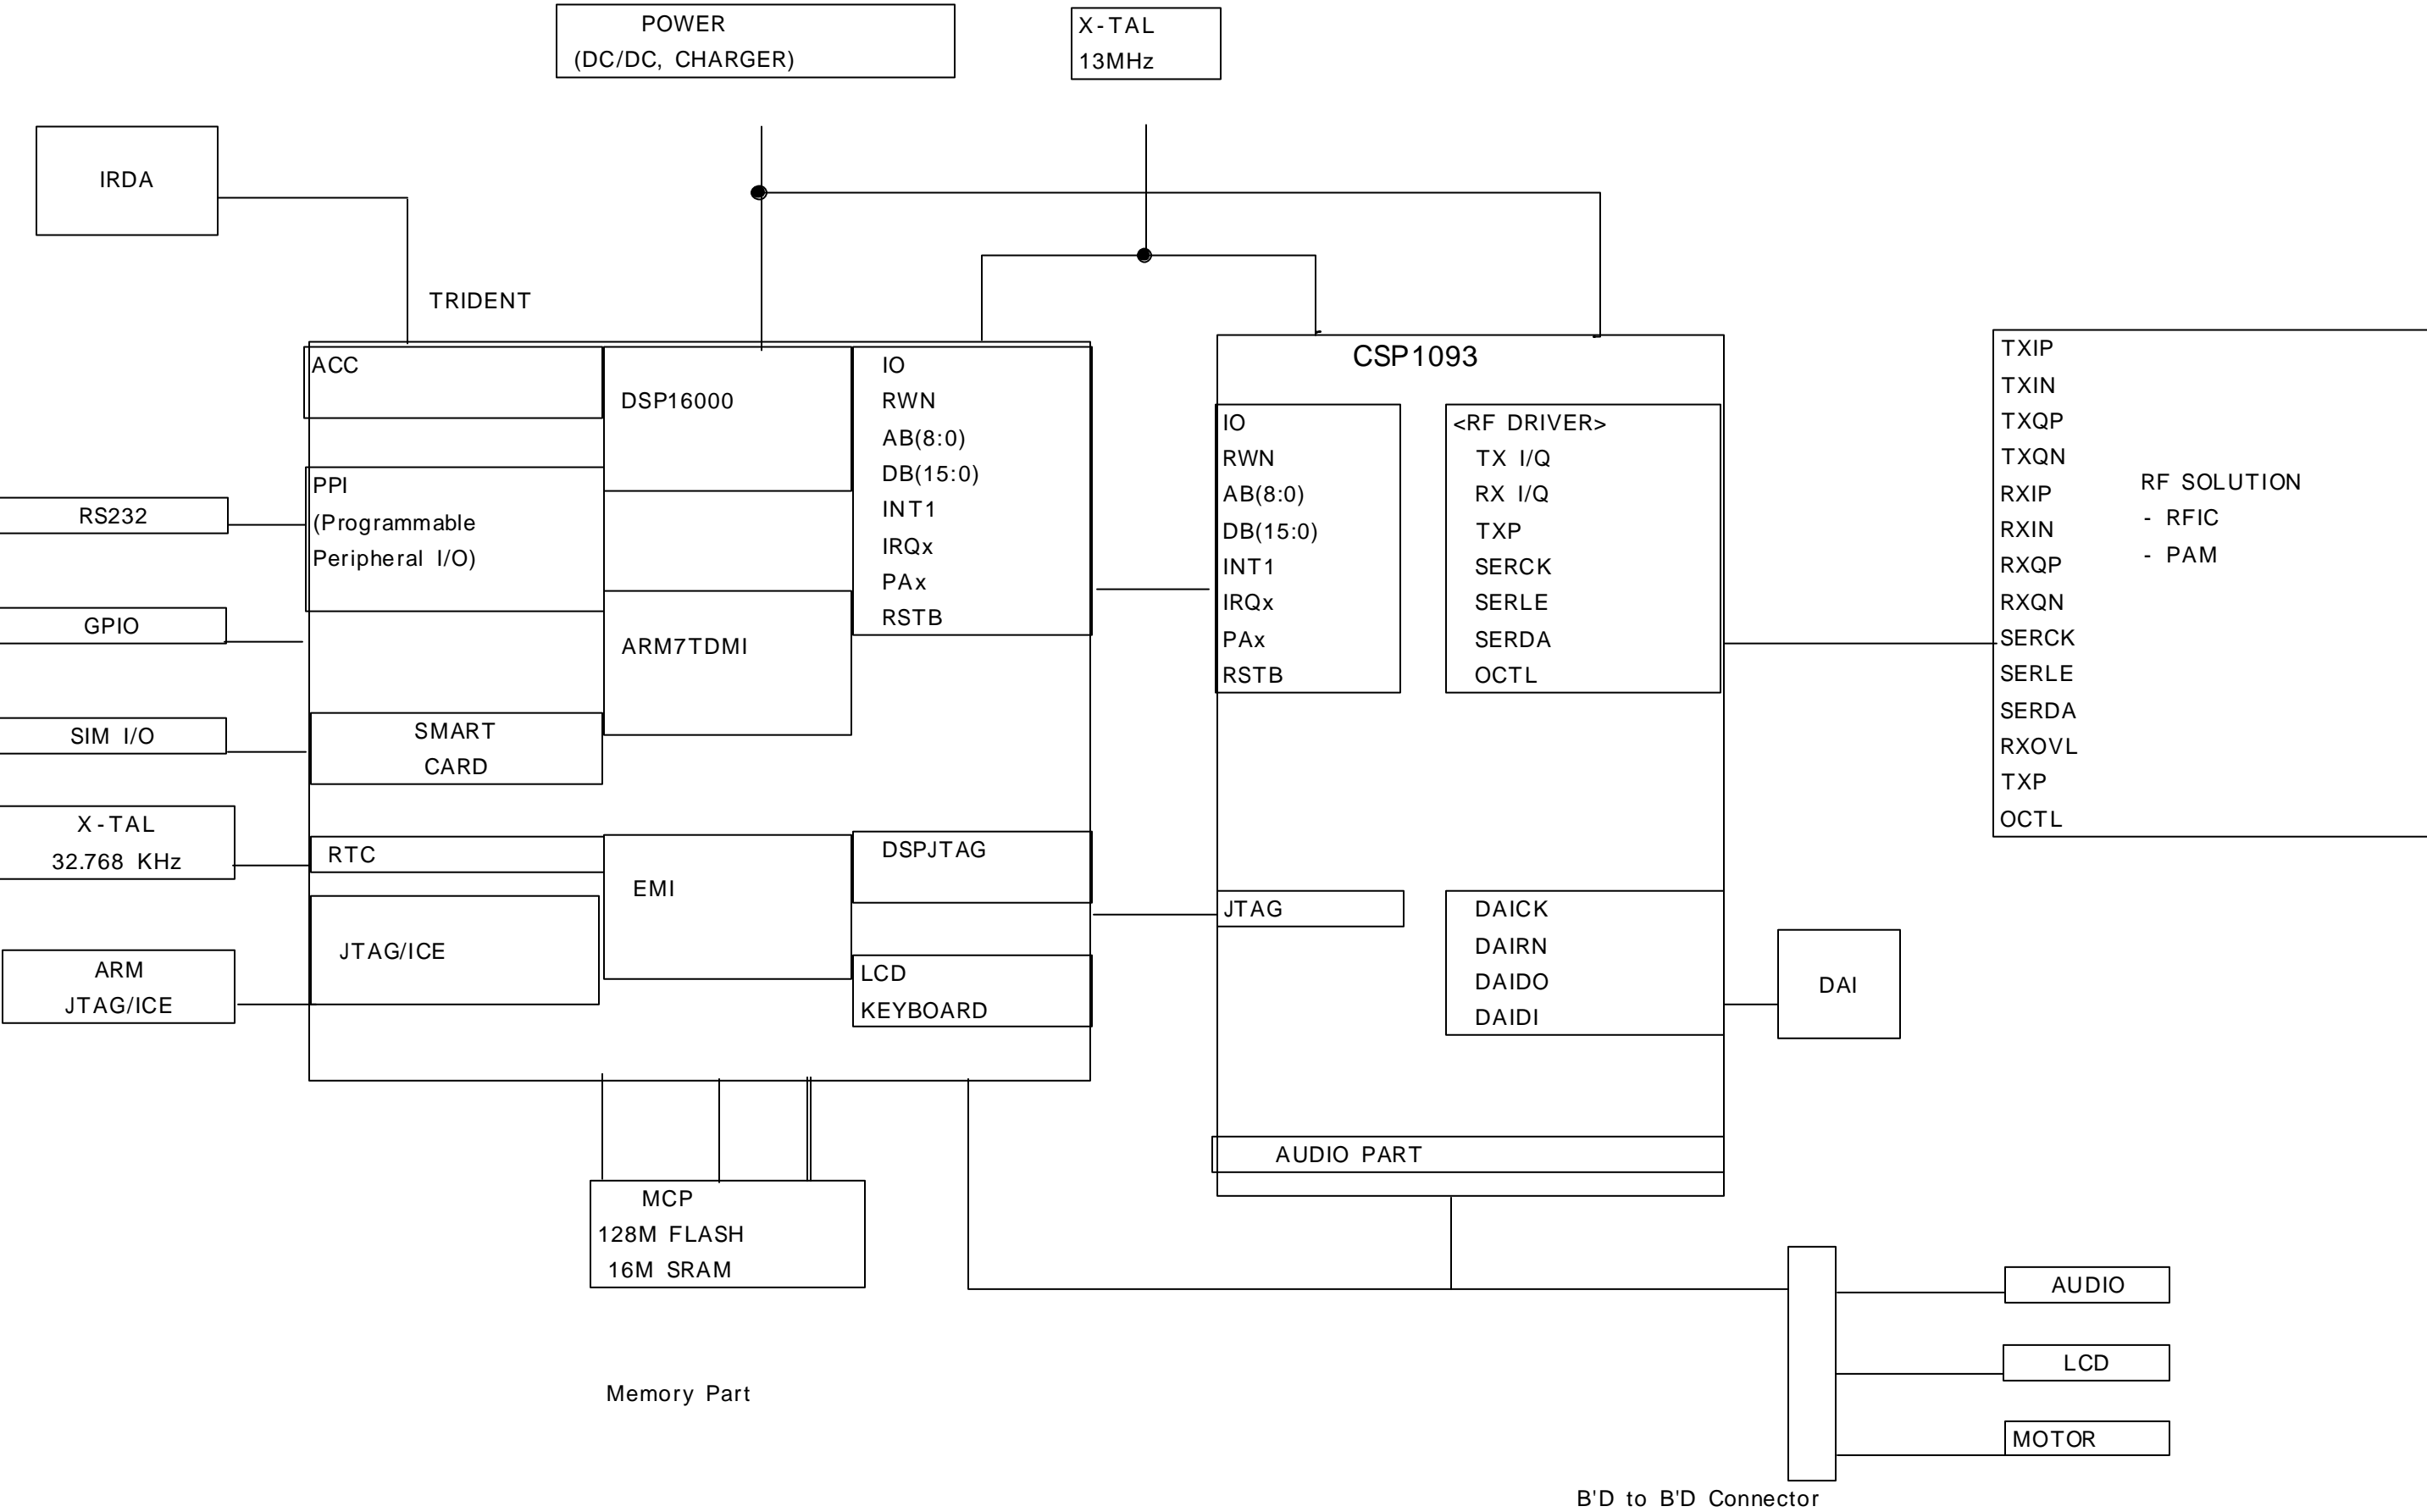 POWER
(DC/DC, CHARGER)
X-TAL
13MHz
IRDA
TRIDENT
ACC
DSP16000
IO
RWN
AB(8:0)
DB(15:0)
INT1
IRQx
PAx
RSTB
PPI
(Programmable
Peripheral I/O)
ARM7TDMI
SMART
CARD
RTC
EMI
DSPJTAG
JTAG/ICE
LCD
KEYBOARD
RS232
GPIO
SIM I/O
X-TAL
32.768 KHz
ARM
JTAG/ICE
CSP1093
IO
RWN
AB(8:0)
DB(15:0)
INT1
IRQx
PAx
RSTB
<RF DRIVER>
TX I/Q
RX I/Q
TXP
SERCK
SERLE
SERDA
OCTL
JTAG
DAICK
DAIRN
DAIDO
DAIDI
DAI
AUDIO PART
TXIP
TXIN
TXQP
TXQN
RXIP
RXIN
RXQP
RXQN
SERCK
SERLE
SERDA
RXOVL
TXP
OCTL
RF SOLUTION
- RFIC
- PAM
MCP
128M FLASH
16M SRAM
Memory Part
AUDIO
LCD
MOTOR
B'D to B'D Connector